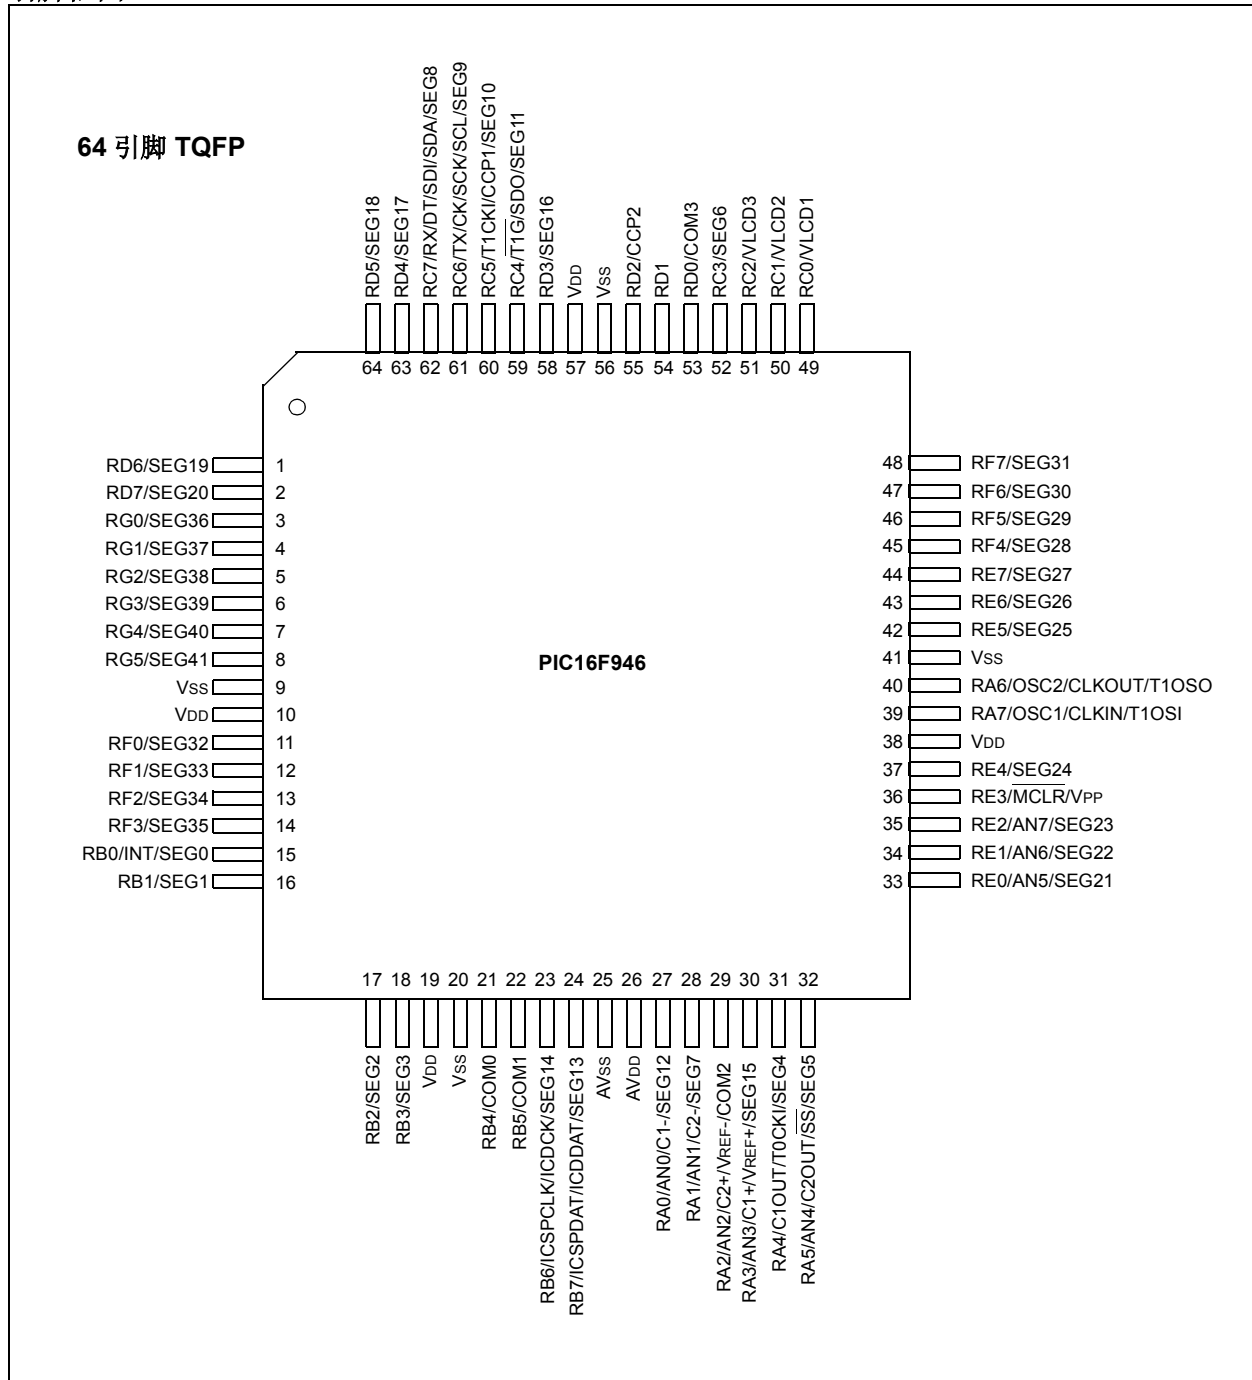 64 引脚 TQFP
RD5/SEG18
RD4/SEG17
RC7/RX/DT/SDI/SDA/SEG8
RC6/TX/CK/SCK/SCL/SEG9
RC5/T1CKI/CCP1/SEG10
RC4/T1G/SDO/SEG11
RD3/SEG16
VDD
VSS
RD2/CCP2
RD1
RD0/COM3
RC3/SEG6
RC2/VLCD3
RC1/VLCD2
RC0/VLCD1
64 63 62 61 60 59 58 57 56 55 54 53 52 51 50 49
RD6/SEG19 1
RD7/SEG20 2
RG0/SEG36 3
RG1/SEG37 4
RG2/SEG38 5
RG3/SEG39 6
RG4/SEG40 7
RG5/SEG41 8
VSS 9
VDD 10
RF0/SEG32 11
RF1/SEG33 12
RF2/SEG34 13
RF3/SEG35 14
RB0/INT/SEG0 15
RB1/SEG1 16
PIC16F946
48 RF7/SEG31
47 RF6/SEG30
46 RF5/SEG29
45 RF4/SEG28
44 RE7/SEG27
43 RE6/SEG26
42 RE5/SEG25
41 VSS
40 RA6/OSC2/CLKOUT/T1OSO
39 RA7/OSC1/CLKIN/T1OSI
38 VDD
37 RE4/SEG24
36 RE3/MCLR/VPP
35 RE2/AN7/SEG23
34 RE1/AN6/SEG22
33 RE0/AN5/SEG21
17 18 19 20 21 22 23 24 25 26 27 28 29 30 31 32
RB2/SEG2
RB3/SEG3
VDD
VSS
RB4/COM0
RB5/COM1
RB6/ICSPCLK/ICDCK/SEG14
RB7/ICSPDAT/ICDDAT/SEG13
AVSS
AVDD
RA0/AN0/C1-/SEG12
RA1/AN1/C2-/SEG7
RA2/AN2/C2+/VREF-/COM2
RA3/AN3/C1+/VREF+/SEG15
RA4/C1OUT/T0CKI/SEG4
RA5/AN4/C2OUT/SS/SEG5